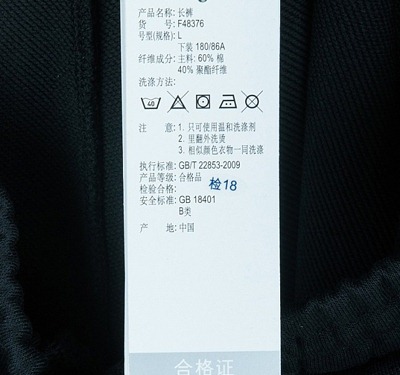 产品名称: 长裤
货 号: F48376
号型(规格): L
下装 180/86A
纤维成分: 主料: 60% 棉
40% 聚酯纤维
洗涤方法:
40
注 意: 1. 只可使用温和洗涤剂
2. 里翻外洗烫
3. 相似颜色衣物一同洗涤
执行标准: GB/T 22853-2009
产品等级: 合格品
检验合格: 检18
安全标准: GB 18401
B类
产 地: 中国
合格证